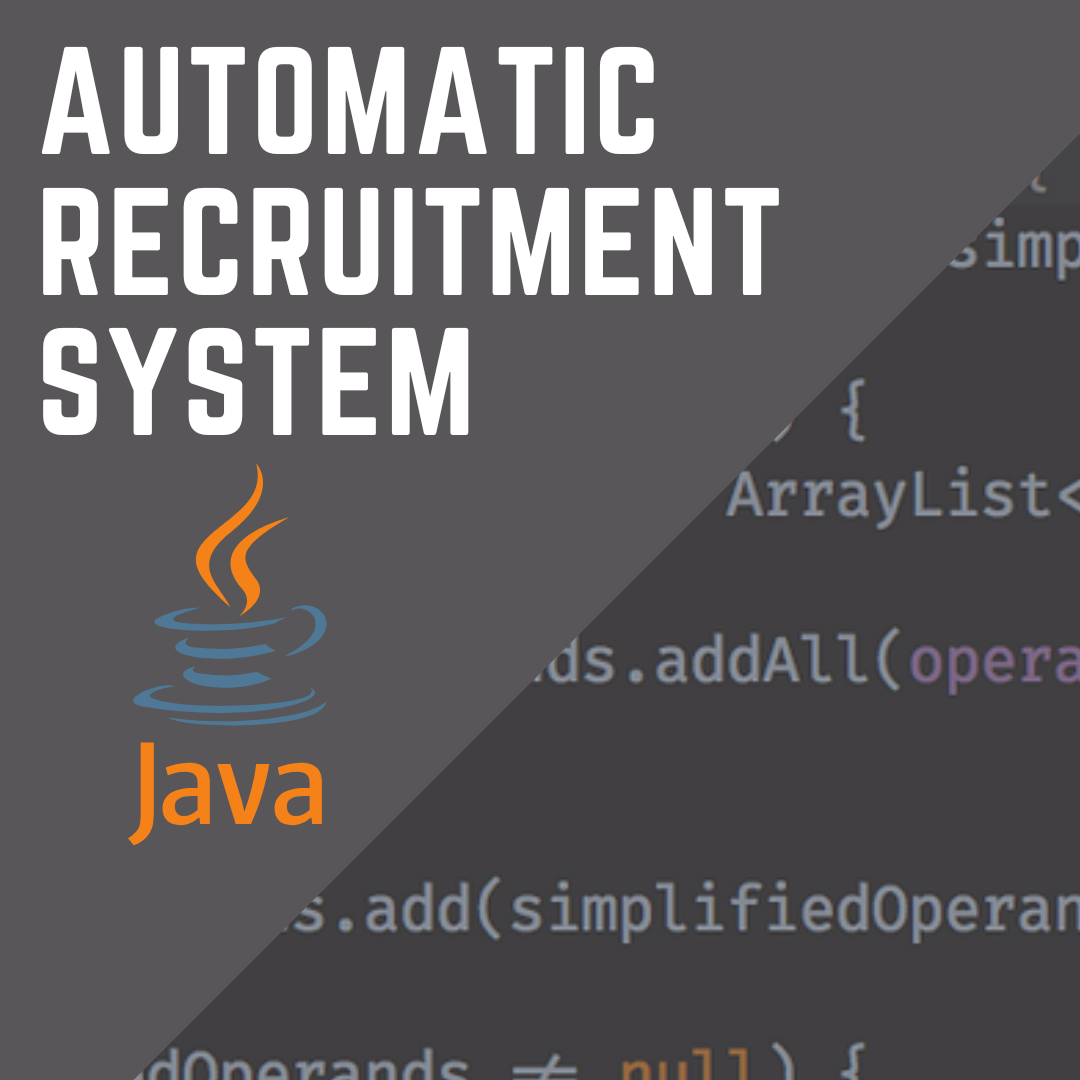 AUTOMATIC
RECRUITMENT
SYSTEM
Java
simp
) {
ArrayList<
ds.addAll(opera
s.add(simplifiedOperan
dOperands ≠ null) {